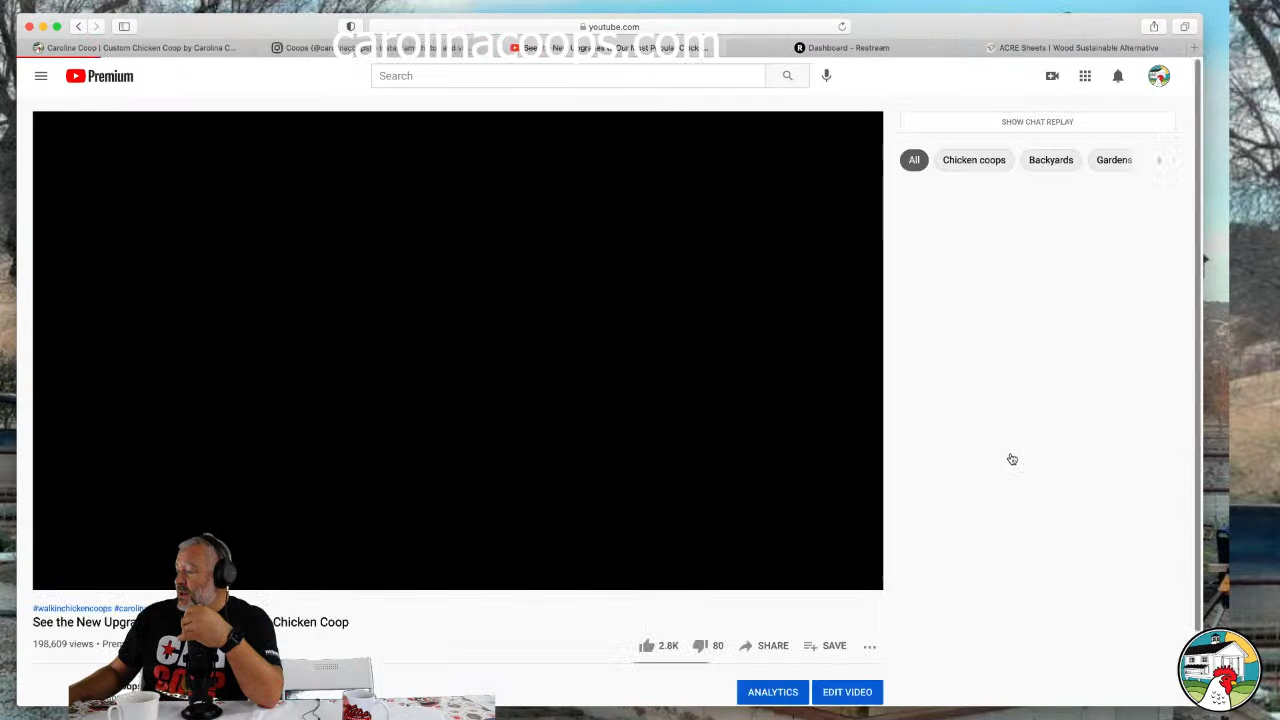 youtube.com
carolinacoops.com
Carolina Coop | Custom Chicken Coop by Carolina C...
Dashboard - Restream
ACRE Sheets | Wood Sustainable Alternative
Premium
Search
SHOW CHAT REPLAY
All
Chicken coops
Backyards
Gardens
#walkinchickencoops #carolin
See the New Upgra
Chicken Coop
198,609 views • Prem
2.8K
80
SHARE
SAVE
ANALYTICS
EDIT VIDEO